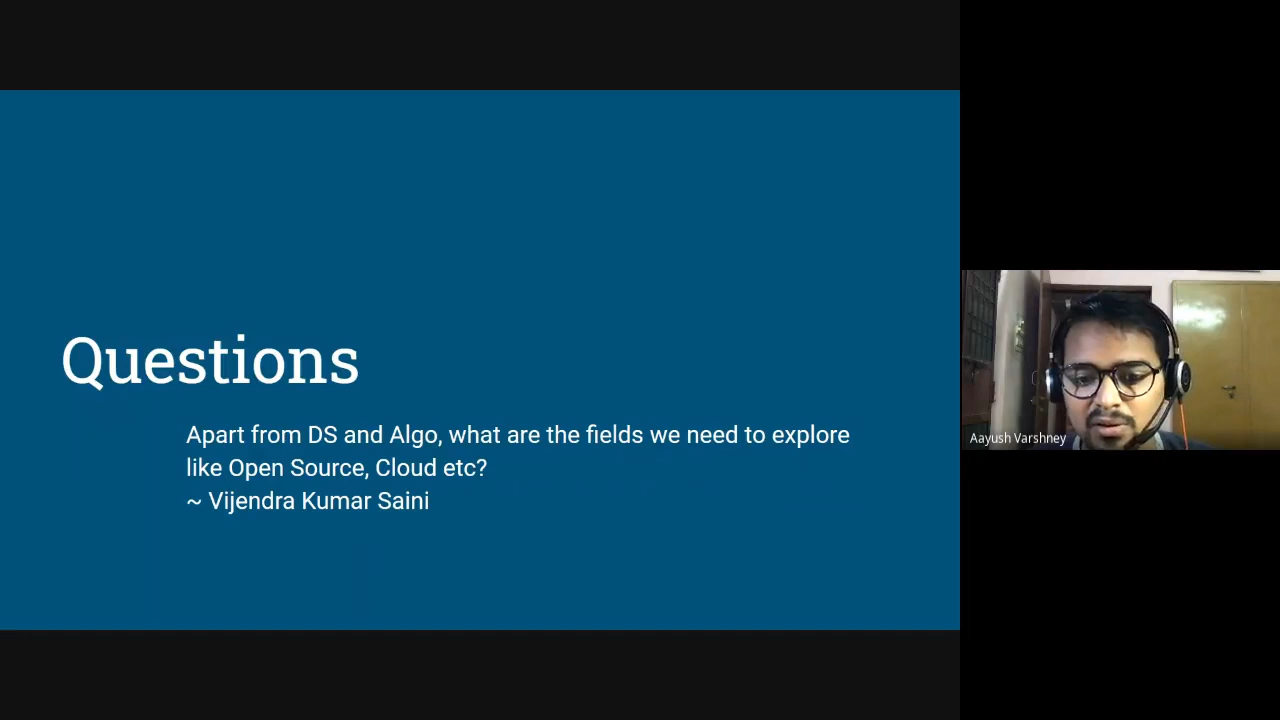 Questions
Apart from DS and Algo, what are the fields we need to explore
like Open Source, Cloud etc?
~ Vijendra Kumar Saini
Aayush Varshney